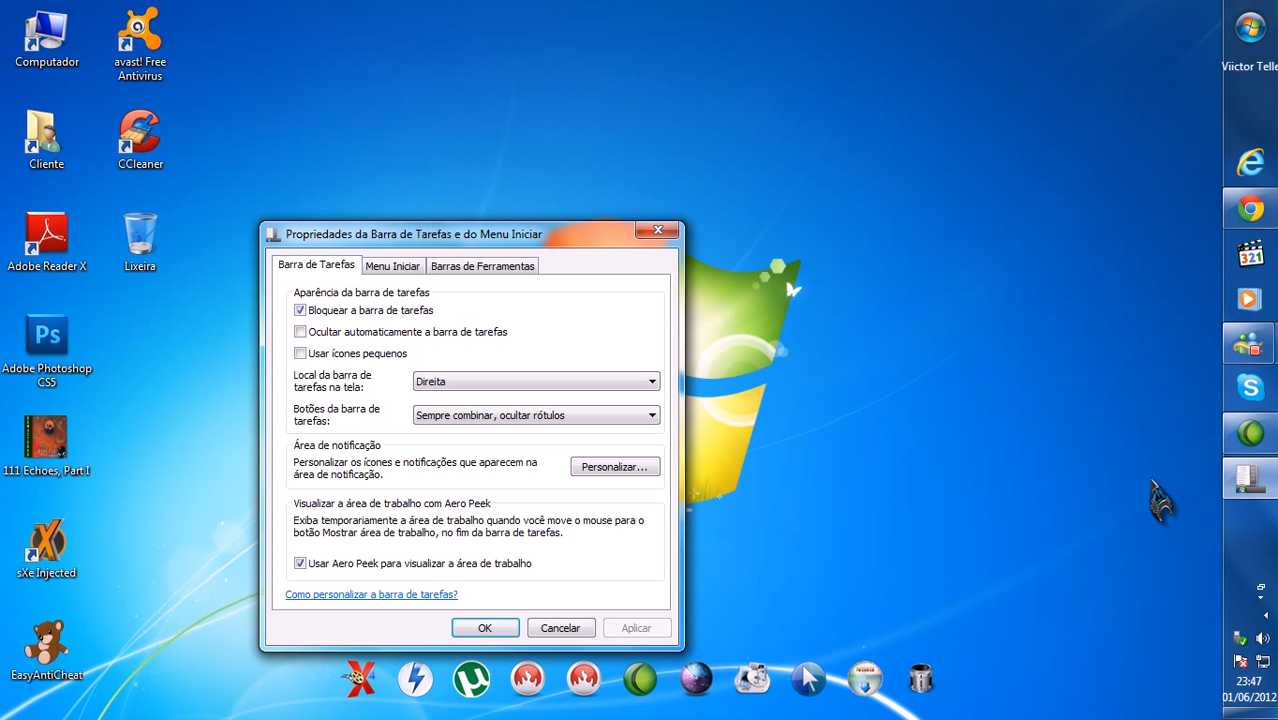 Computador
avast! Free
Antivirus
Cliente
CCleaner
Adobe Reader X
Lixeira
Ps
Adobe Photoshop
CS5
111 Echoes, Part I
sXe Injected
EasyAntiCheat
Propriedades da Barra de Tarefas e do Menu Iniciar
Barra de Tarefas
Menu Iniciar
Barras de Ferramentas
Aparência da barra de tarefas
Bloquear a barra de tarefas
Ocultar automaticamente a barra de tarefas
Usar ícones pequenos
Local da barra de
tarefas na tela:
Direita
Botões da barra de
tarefas:
Sempre combinar, ocultar rótulos
Área de notificação
Personalizar os ícones e notificações que aparecem na
área de notificação.
Personalizar...
Visualizar a área de trabalho com Aero Peek
Exiba temporariamente a área de trabalho quando você move o mouse para o
botão Mostrar área de trabalho, no fim da barra de tarefas.
Usar Aero Peek para visualizar a área de trabalho
Como personalizar a barra de tarefas?
OK
Cancelar
Aplicar
Viictor Telle
321
23:47
01/06/2012